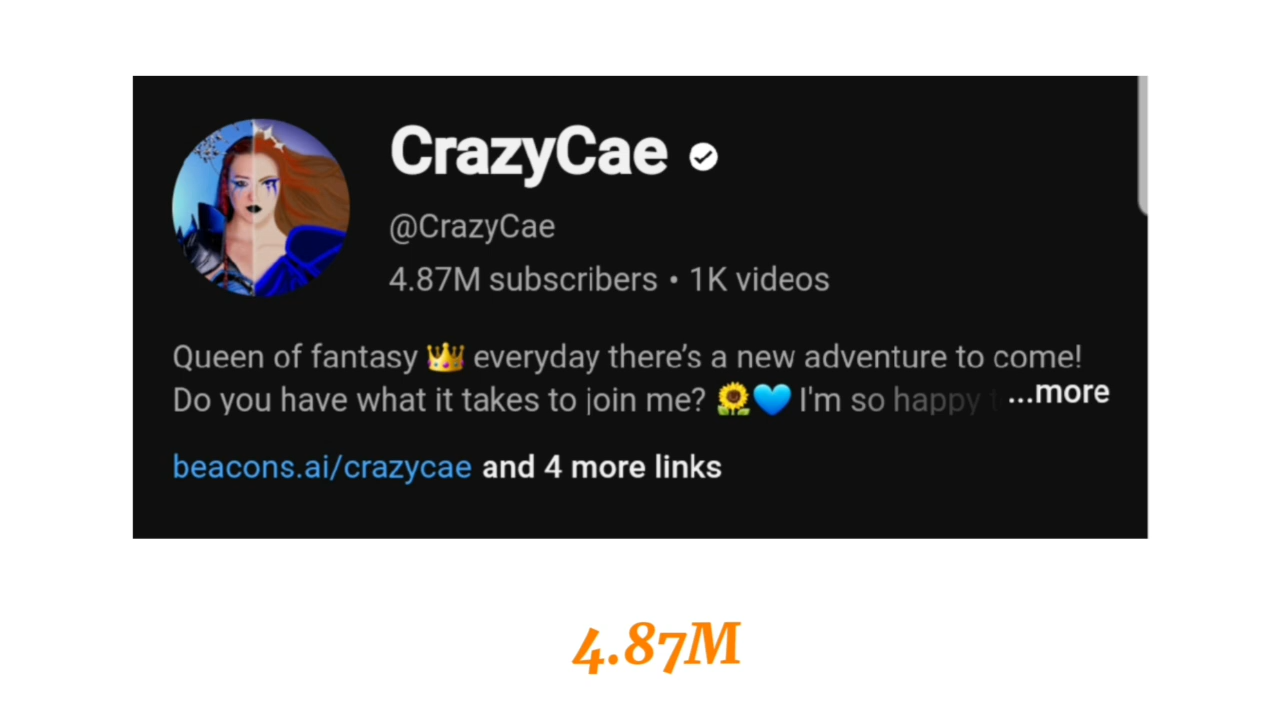 CrazyCae
@CrazyCae
4.87M subscribers • 1K videos
Queen of fantasy 👑 everyday there’s a new adventure to come!
Do you have what it takes to join me? 🌻💙 I'm so happy t ...more
beacons.ai/crazycae and 4 more links
4.87M